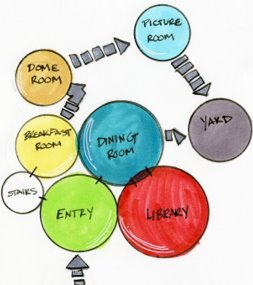 PICTURE
ROOM
DOME
ROOM
YARD
BREAKFAST
ROOM
DINING
ROOM
STAIRS
ENTRY
LIBRARY